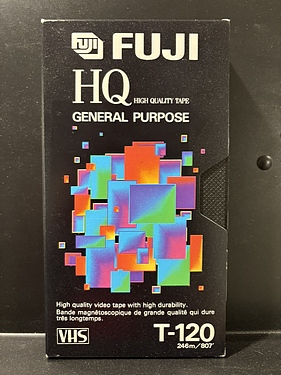 FUJI FUJI
HQ HIGH QUALITY TAPE
GENERAL PURPOSE
High quality video tape with high durability.
Bande magnétoscopique de grande qualité qui dure
très longtemps.
VHS T-120
246m/807'